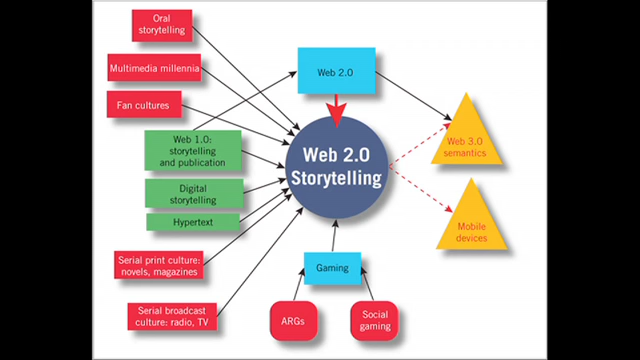 Oral
storytelling
Multimedia millennia
Fan cultures
Web 1.0:
storytelling
and publication
Digital
storytelling
Hypertext
Serial print culture:
novels, magazines
Serial broadcast
culture: radio, TV
Web 2.0
Web 2.0
Storytelling
Gaming
ARGs
Social
gaming
Web 3.0
semantics
Mobile
devices